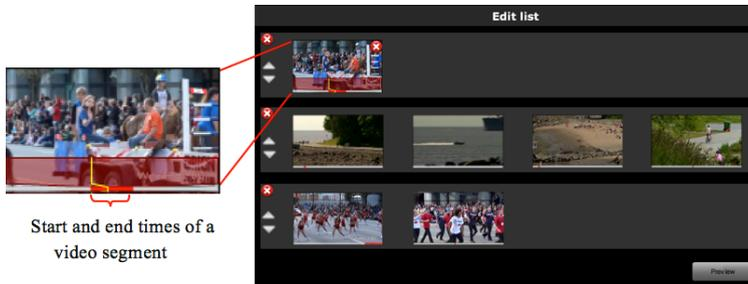 Edit list
Start and end times of a
video segment
Preview